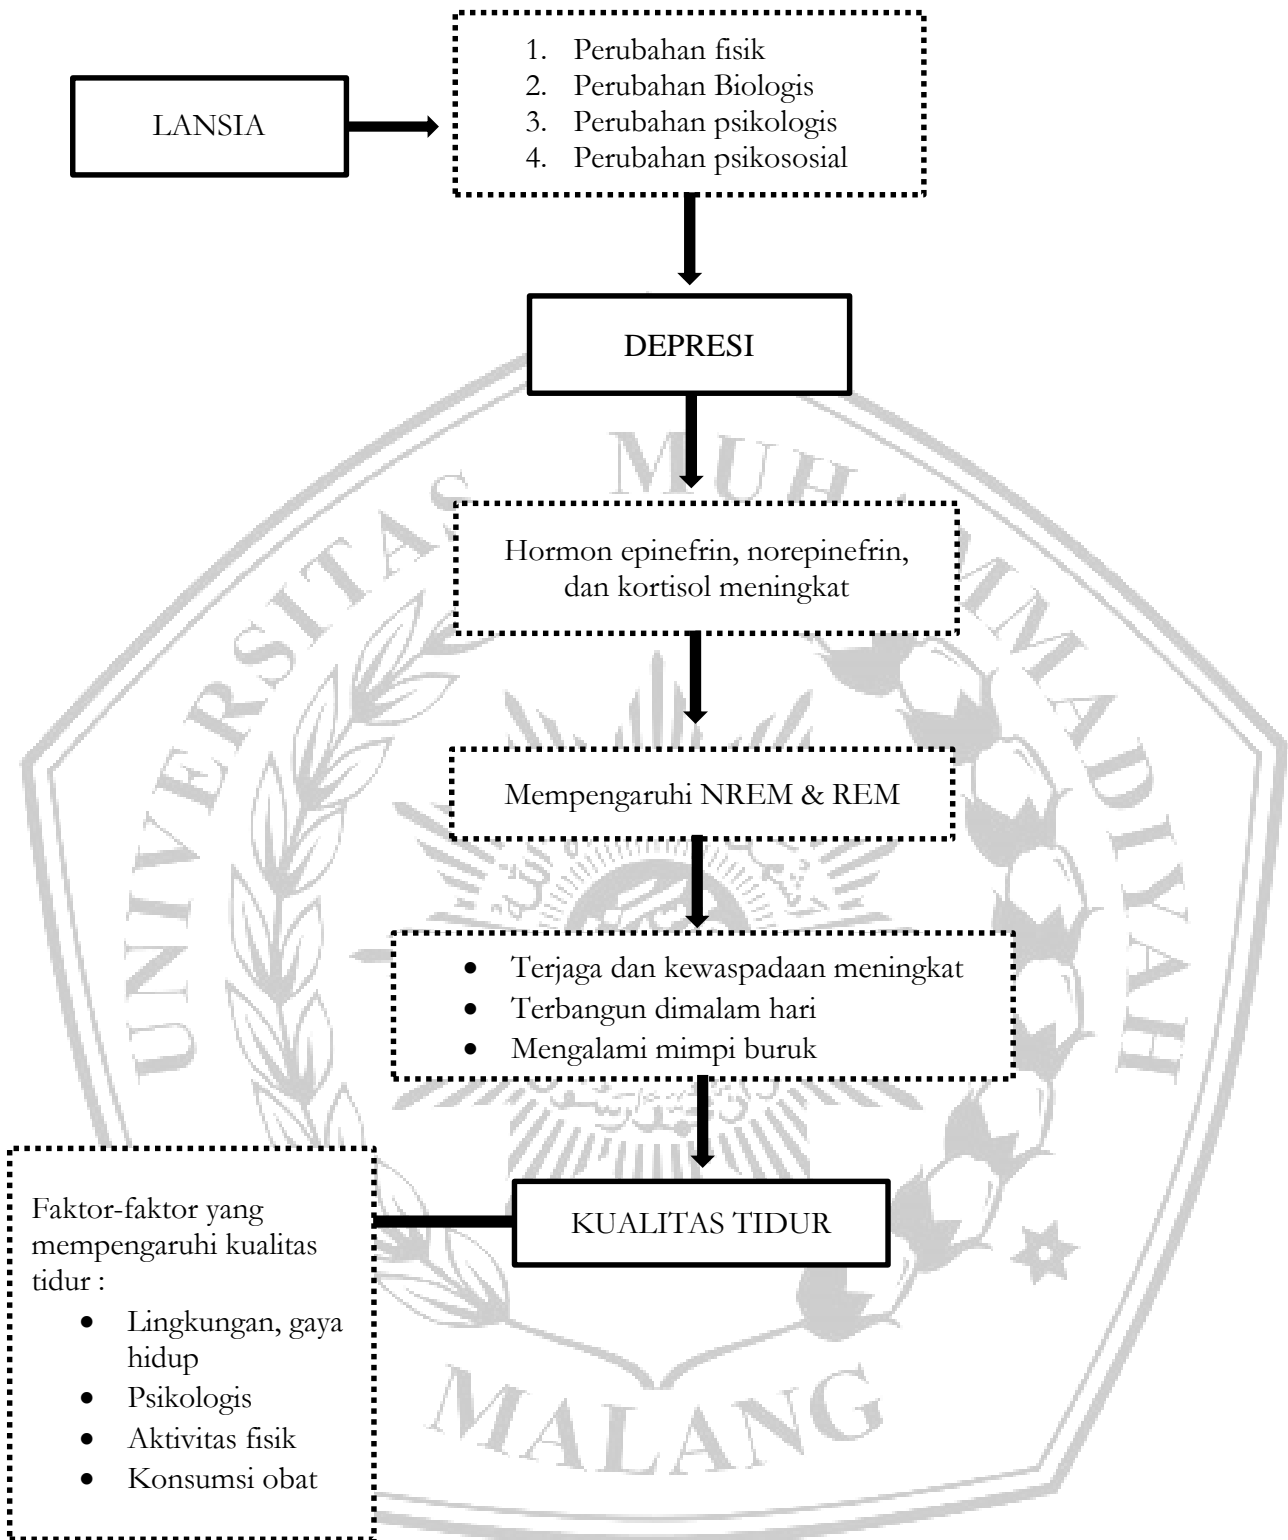 LANSIA
1. Perubahan fisik
2. Perubahan Biologis
3. Perubahan psikologis
4. Perubahan psikososial
DEPRESI
Hormon epinefrin, norepinefrin,
dan kortisol meningkat
Mempengaruhi NREM & REM
• Terjaga dan kewaspadaan meningkat
• Terbangun dimalam hari
• Mengalami mimpi buruk
KUALITAS TIDUR
Faktor-faktor yang
mempengaruhi kualitas
tidur :
• Lingkungan, gaya
hidup
• Psikologis
• Aktivitas fisik
• Konsumsi obat
UNIVERSITAS
MUHAMMADIYAH
MALANG